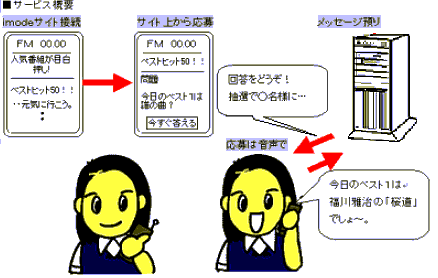 ■サービス概要
imodeサイト接続
サイト上から応募
メッセージ預り
FM 00.00
人気番組が目白
押し!
ベストヒット50!!
・・元気に行こう。
FM 00.00
ベストヒット50!!
問題
今日のベスト1は
誰の曲?
今すぐ答える
回答をどうぞ!
抽選で○名様に…
応募は音声で
今日のベスト1は、
福川雅治の「桜道」
でしょ~。